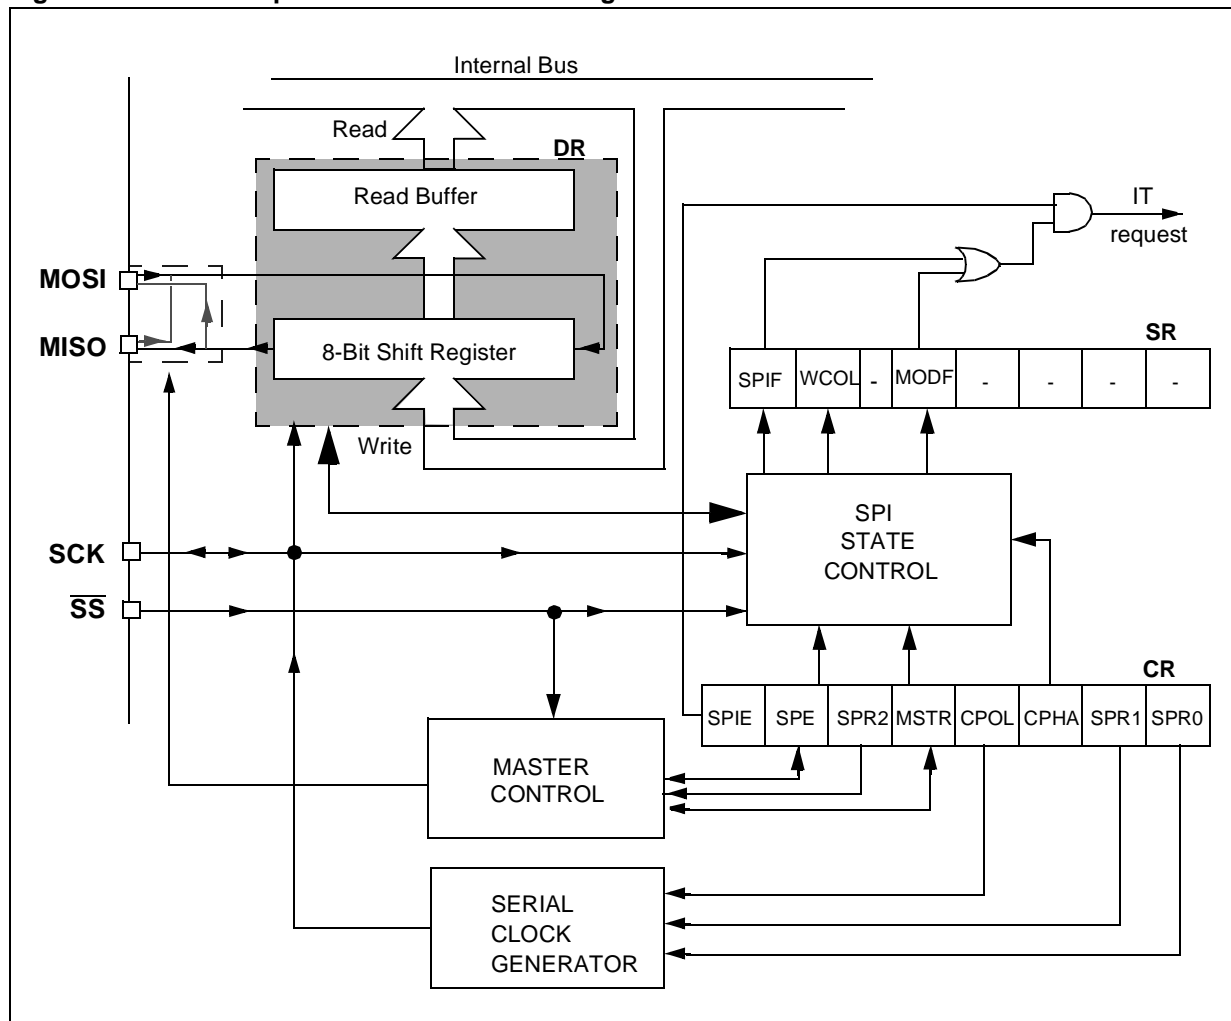 Internal Bus
Read
DR
Read Buffer
IT
request
MOSI
MISO
8-Bit Shift Register
SR
SPIF WCOL - MODF - - - -
Write
SPI
STATE
CONTROL
SCK
SS
CR
SPIE SPE SPR2 MSTR CPOL CPHA SPR1 SPR0
MASTER
CONTROL
SERIAL
CLOCK
GENERATOR